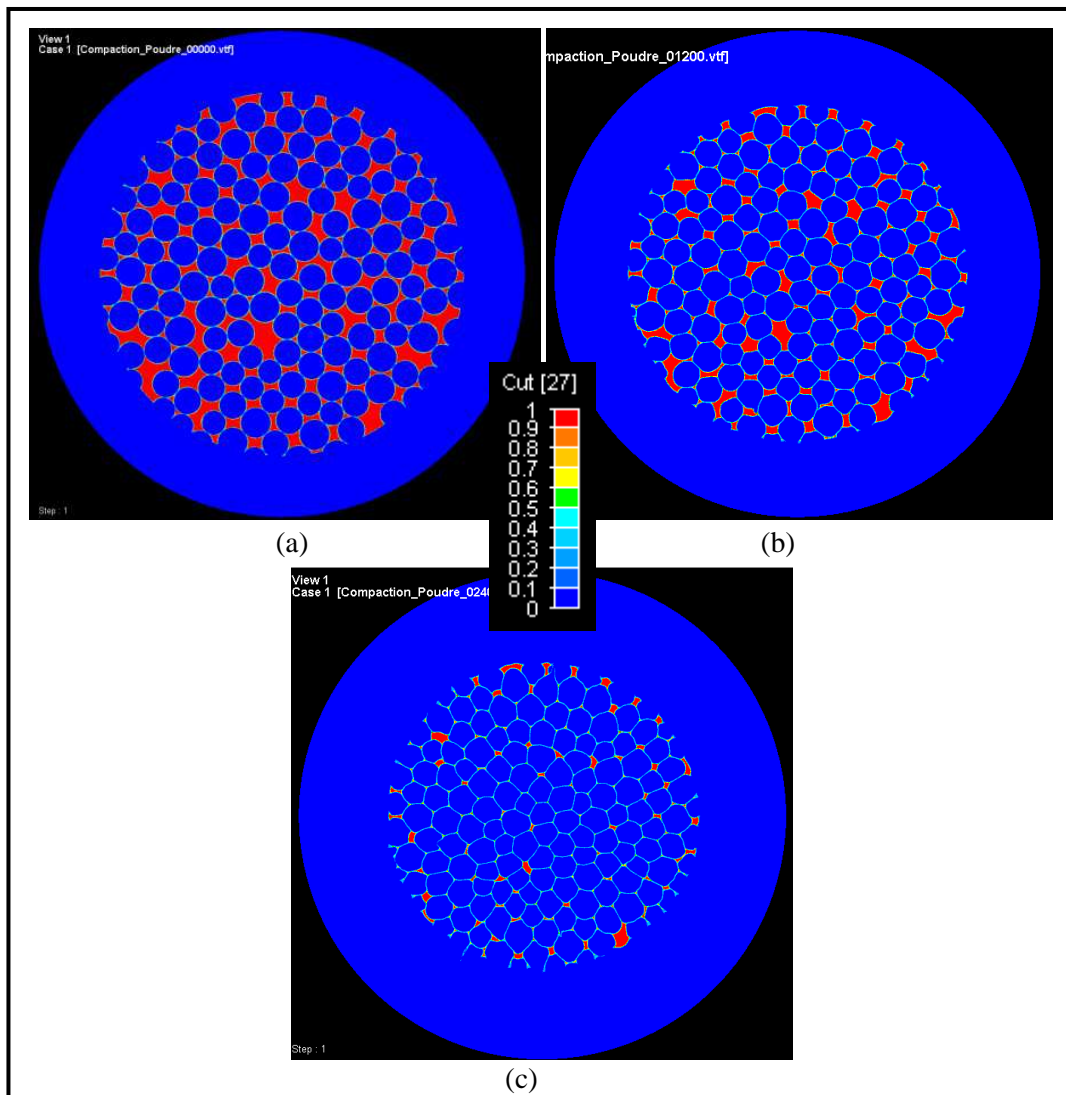 View 1
Case 1 [Compaction_Poudre_00000.vtf]
mpaction_Poudre_01200.vtf]
Step : 1
(a)
(b)
Cut [27]
1
0.9
0.8
0.7
0.6
0.5
0.4
0.3
0.2
0.1
0
View 1
Case 1 [Compaction_Poudre_024
Step : 1
(c)